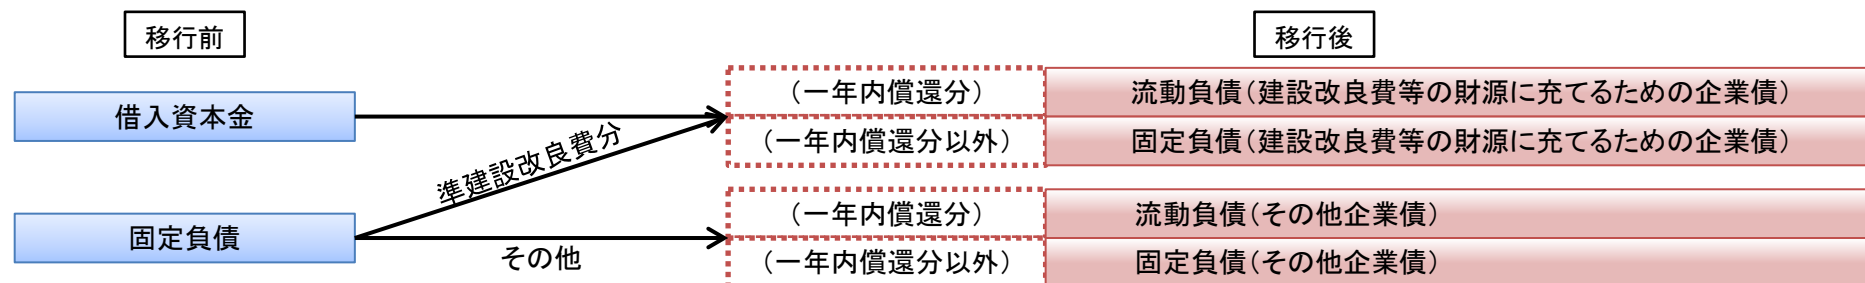 移行前
移行後
借入資本金
準建設改良費分
(一年内償還分)
流動負債(建設改良費等の財源に充てるための企業債)
(一年内償還分以外)
固定負債(建設改良費等の財源に充てるための企業債)
固定負債
その他
(一年内償還分)
流動負債(その他企業債)
(一年内償還分以外)
固定負債(その他企業債)